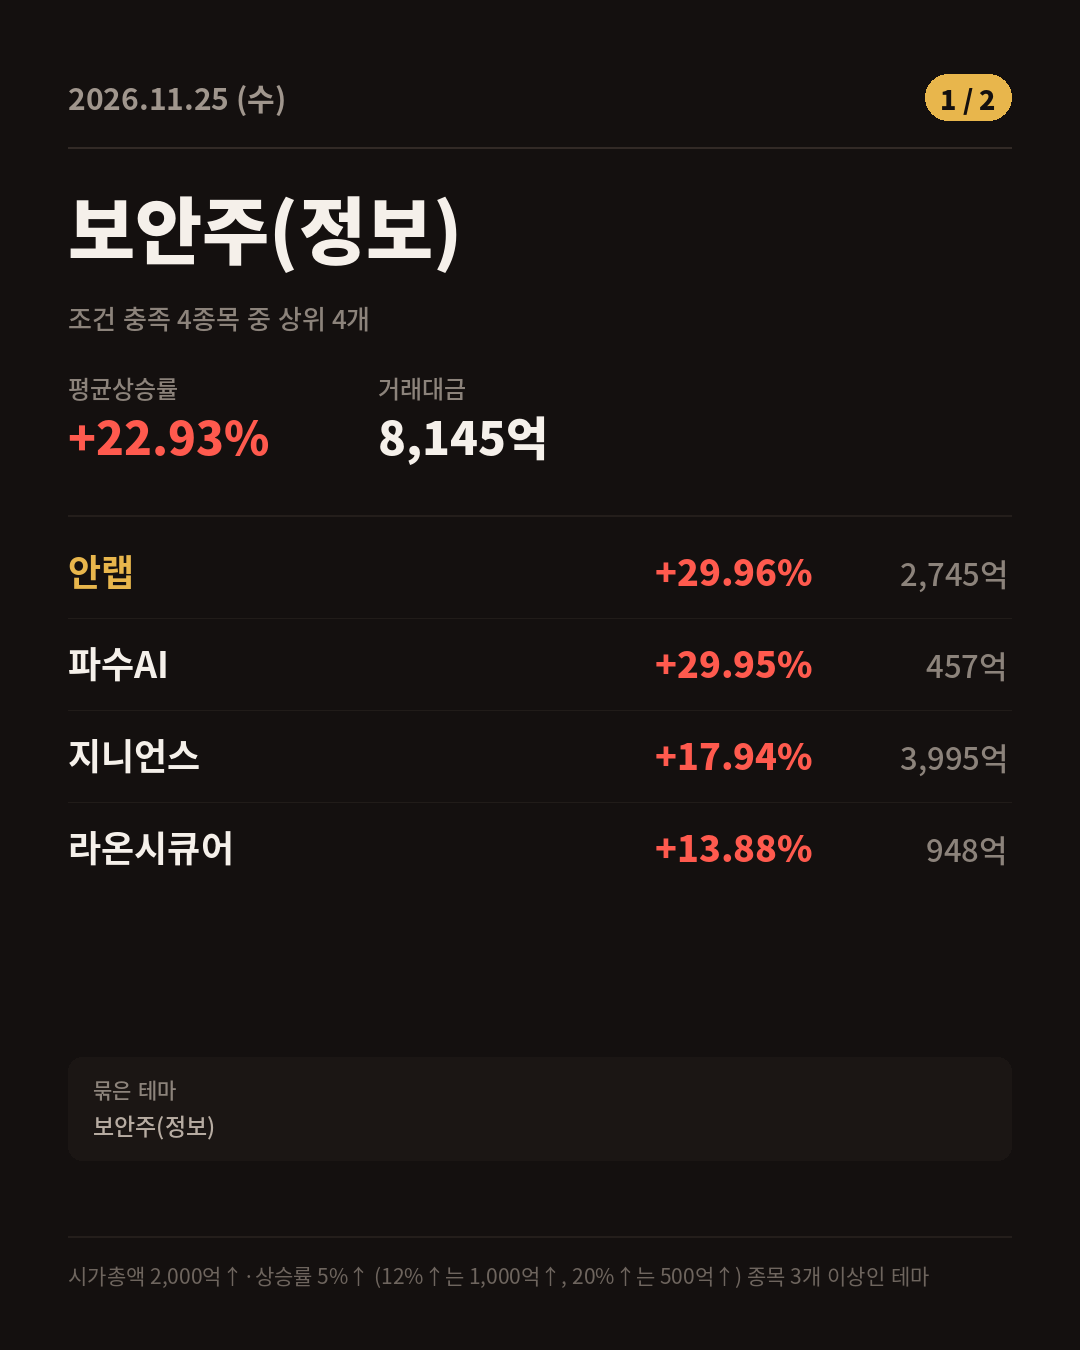 2026.11.25 (수)
1 / 2
보안주(정보)
조건 충족 4종목 중 상위 4개
평균상승률 거래대금
+22.93% 8,145억
안랩 +29.96% 2,745억
파수AI +29.95% 457억
지니언스 +17.94% 3,995억
라온시큐어 +13.88% 948억
묶은 테마
보안주(정보)
시가총액 2,000억↑·상승률 5%↑ (12%↑는 1,000억↑, 20%↑는 500억↑) 종목 3개 이상인 테마